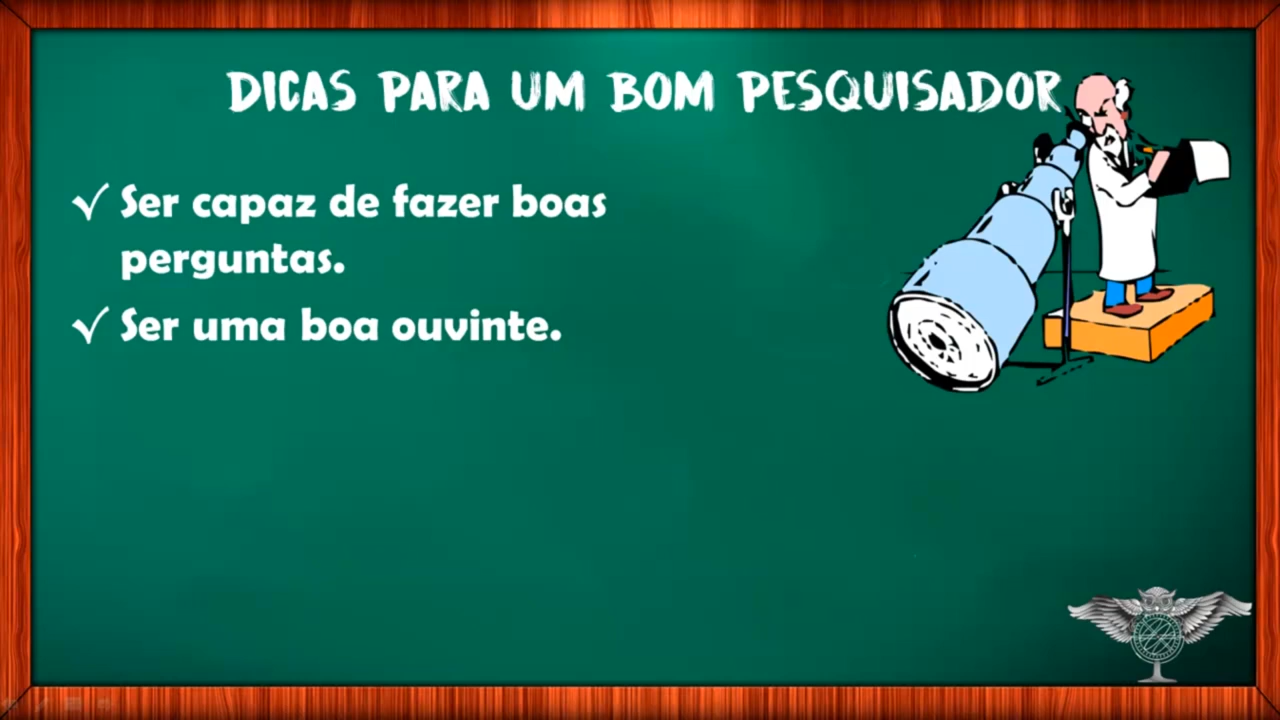 DICAS PARA UM BOM PESQUISADOR
✓ Ser capaz de fazer boas
perguntas.
✓ Ser uma boa ouvinte.